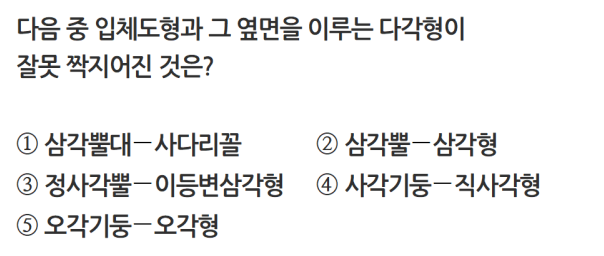 다음 중 입체도형과 그 옆면을 이루는 다각형이
잘못 짝지어진 것은?
① 삼각뿔대－사다리꼴 ② 삼각뿔－삼각형
③ 정사각뿔－이등변삼각형 ④ 사각기둥－직사각형
⑤ 오각기둥－오각형